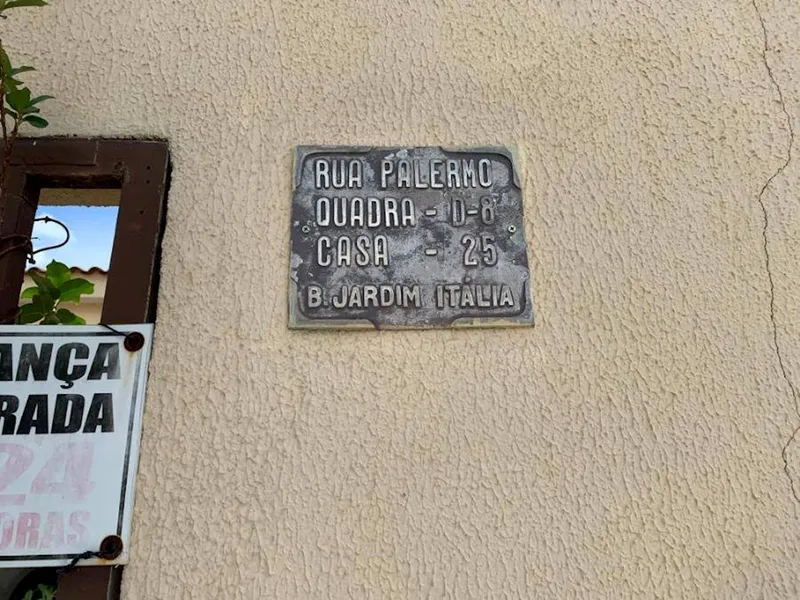 RUA PALERMO
QUADRA - D-8
CASA - 25
B. JARDIM ITÁLIA
ANÇA
RADA
24
ORAS